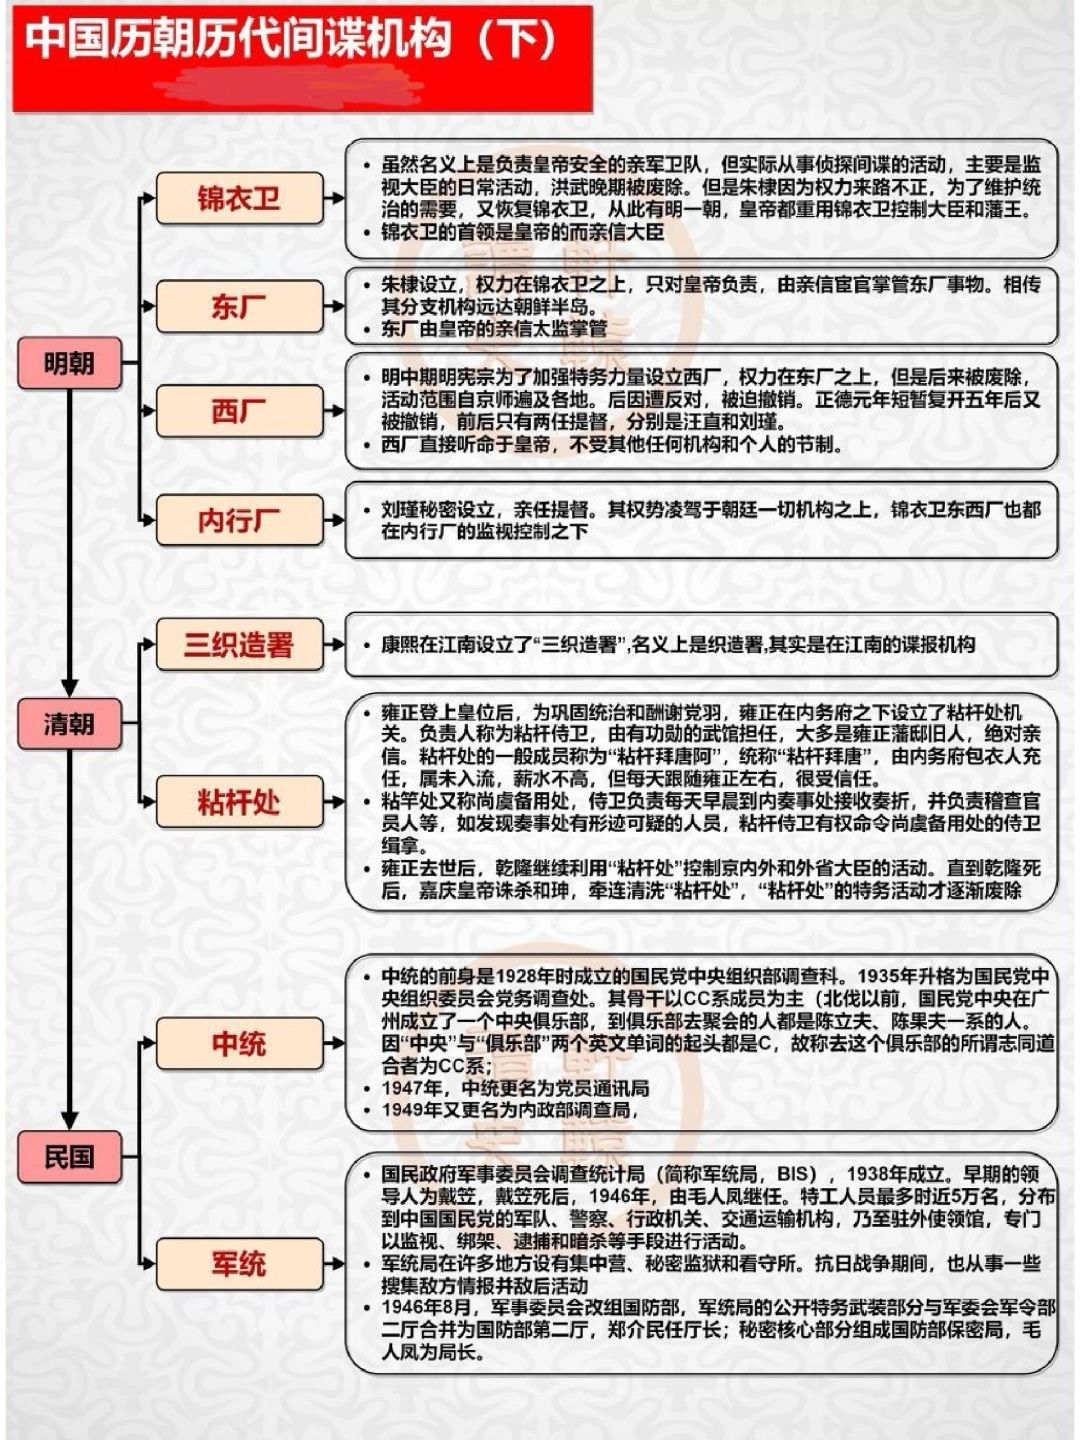 中国历朝历代间谍机构（下）
明朝
锦衣卫
• 虽然名义上是负责皇帝安全的亲军卫队，但实际从事侦探间谍的活动，主要是监
视大臣的日常活动，洪武晚期被废除。但是朱棣因为权力来路不正，为了维护统
治的需要，又恢复锦衣卫，从此有明一朝，皇帝都重用锦衣卫控制大臣和藩王。
• 锦衣卫的首领是皇帝的而亲信大臣
东厂
• 朱棣设立，权力在锦衣卫之上，只对皇帝负责，由亲信宦官掌管东厂事物。相传
其分支机构远达朝鲜半岛。
• 东厂由皇帝的亲信太监掌管
西厂
• 明中期明宪宗为了加强特务力量设立西厂，权力在东厂之上，但是后来被废除，
活动范围自京师遍及各地。后因遭反对，被迫撤销。正德元年短暂复开五年后又
被撤销，前后只有两任提督，分别是汪直和刘瑾。
• 西厂直接听命于皇帝，不受其他任何机构和个人的节制。
内行厂
• 刘瑾秘密设立，亲任提督。其权势凌驾于朝廷一切机构之上，锦衣卫东西厂也都
在内行厂的监视控制之下
清朝
三织造署
• 康熙在江南设立了“三织造署”,名义上是织造署,其实是在江南的谍报机构
粘杆处
• 雍正登上皇位后，为巩固统治和酬谢党羽，雍正在内务府之下设立了粘杆处机
关。负责人称为粘杆侍卫，由有功勋的武馆担任，大多是雍正藩邸旧人，绝对亲
信。粘杆处的一般成员称为“粘杆拜唐阿”，统称“粘杆拜唐”，由内务府包衣人充
任，属未入流，薪水不高，但每天跟随雍正左右，很受信任。
• 粘竿处又称尚虞备用处，侍卫负责每天早晨到内奏事处接收奏折，并负责稽查官
员人等，如发现奏事处有形迹可疑的人员，粘杆侍卫有权命令尚虞备用处的侍卫
缉拿。
• 雍正去世后，乾隆继续利用“粘杆处”控制京内外和外省大臣的活动。直到乾隆死
后，嘉庆皇帝诛杀和珅，牵连清洗“粘杆处”，“粘杆处”的特务活动才逐渐废除
民国
中统
• 中统的前身是1928年时成立的国民党中央组织部调查科。1935年升格为国民党中
央组织委员会党务调查处。其骨干以CC系成员为主（北伐以前，国民党中央在广
州成立了一个中央俱乐部，到俱乐部去聚会的人都是陈立夫、陈果夫一系的人。
因“中央”与“俱乐部”两个英文单词的起头都是C，故称去这个俱乐部的所谓志同道
合者为CC系；
• 1947年，中统更名为党员通讯局
• 1949年又更名为内政部调查局，
军统
• 国民政府军事委员会调查统计局（简称军统局，BIS），1938年成立。早期的领
导人为戴笠，戴笠死后，1946年，由毛人凤继任。特工人员最多时近5万名，分布
到中国国民党的军队、警察、行政机关、交通运输机构，乃至驻外使领馆，专门
以监视、绑架、逮捕和暗杀等手段进行活动。
• 军统局在许多地方设有集中营、秘密监狱和看守所。抗日战争期间，也从事一些
搜集敌方情报并敌后活动
• 1946年8月，军事委员会改组国防部，军统局的公开特务武装部分与军委会军令部
二厅合并为国防部第二厅，郑介民任厅长；秘密核心部分组成国防部保密局，毛
人凤为局长。